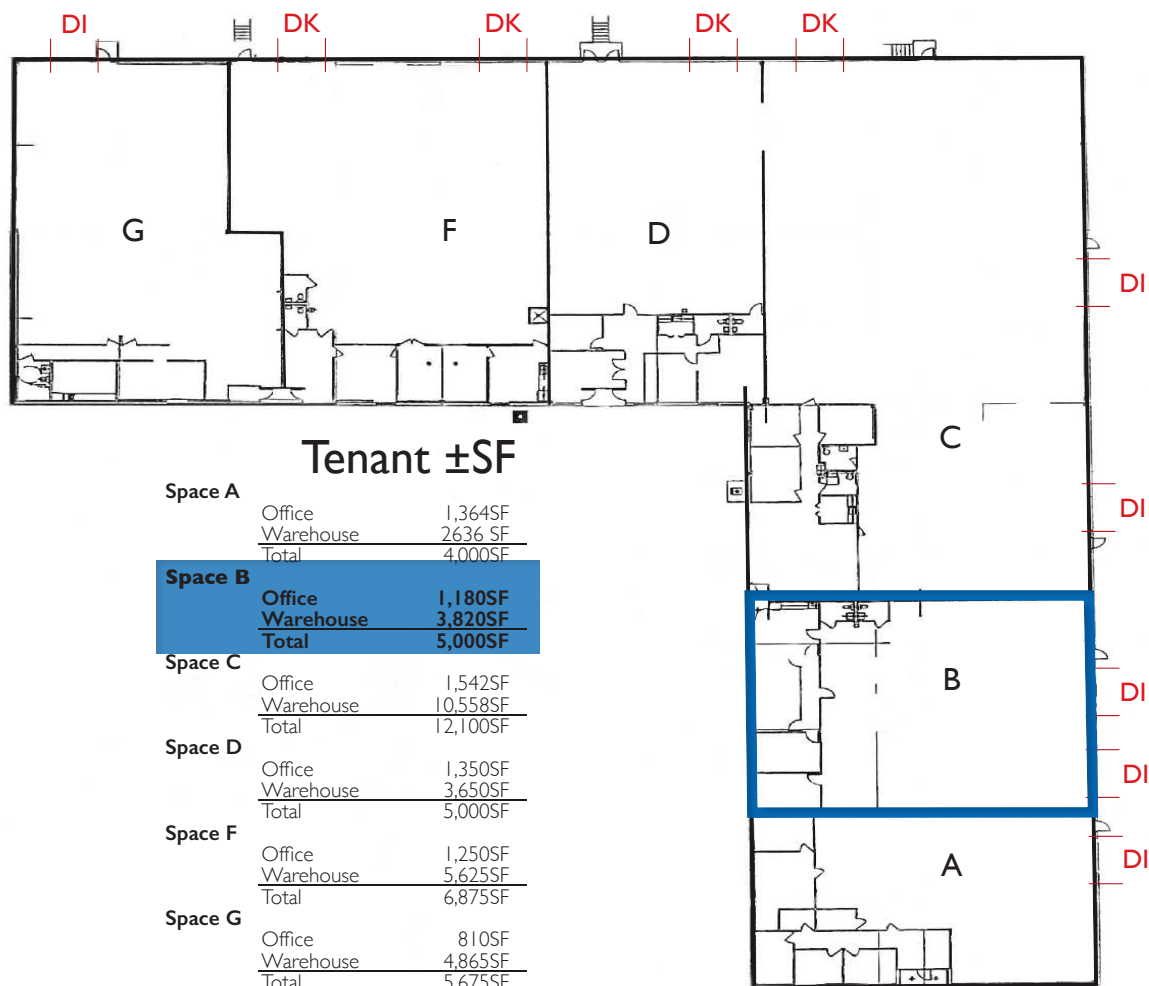 DI DK DK DK
G F D
DI
C
DI
Tenant ±SF
Space A
Office 1,364SF
Warehouse 2636 SF
Total 4,000SF
Space B
Office 1,180SF
Warehouse 3,820SF
Total 5,000SF
Space C
Office 1,542SF
Warehouse 10,558SF
Total 12,100SF
Space D
Office 1,350SF
Warehouse 3,650SF
Total 5,000SF
Space F
Office 1,250SF
Warehouse 5,625SF
Total 6,875SF
Space G
Office 810SF
Warehouse 4,865SF
Total 5,675SF
B
DI
DI
A
DI